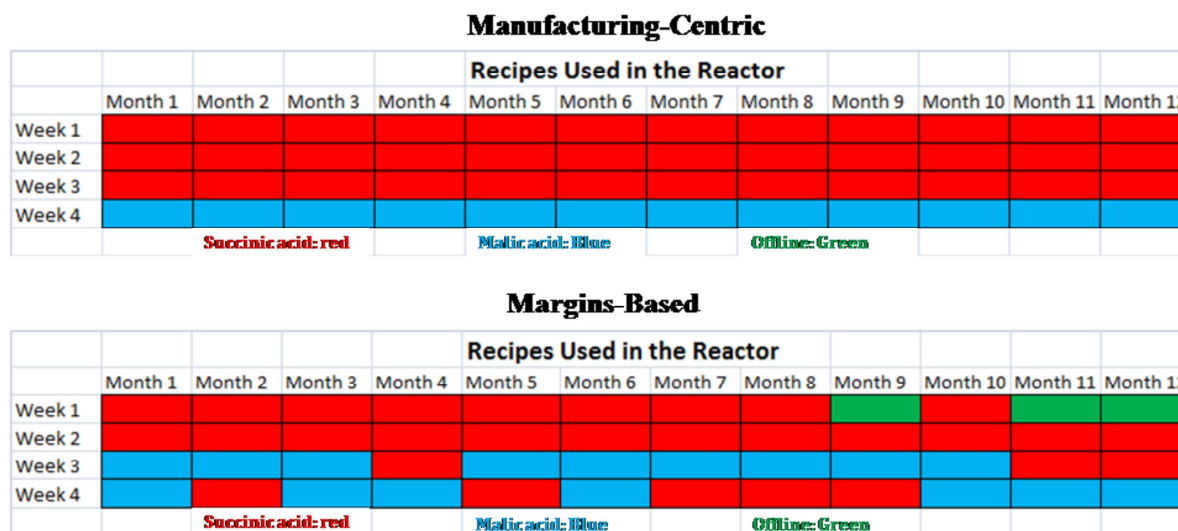 Manufacturing-Centric
Recipes Used in the Reactor
Month 1 Month 2 Month 3 Month 4 Month 5 Month 6 Month 7 Month 8 Month 9 Month 10 Month 11 Month 12
Week 1
Week 2
Week 3
Week 4
Succinic acid: red Malic acid: Blue Offline: Green
Margins-Based
Recipes Used in the Reactor
Month 1 Month 2 Month 3 Month 4 Month 5 Month 6 Month 7 Month 8 Month 9 Month 10 Month 11 Month 12
Week 1
Week 2
Week 3
Week 4
Succinic acid: red Malic acid: Blue Offline: Green